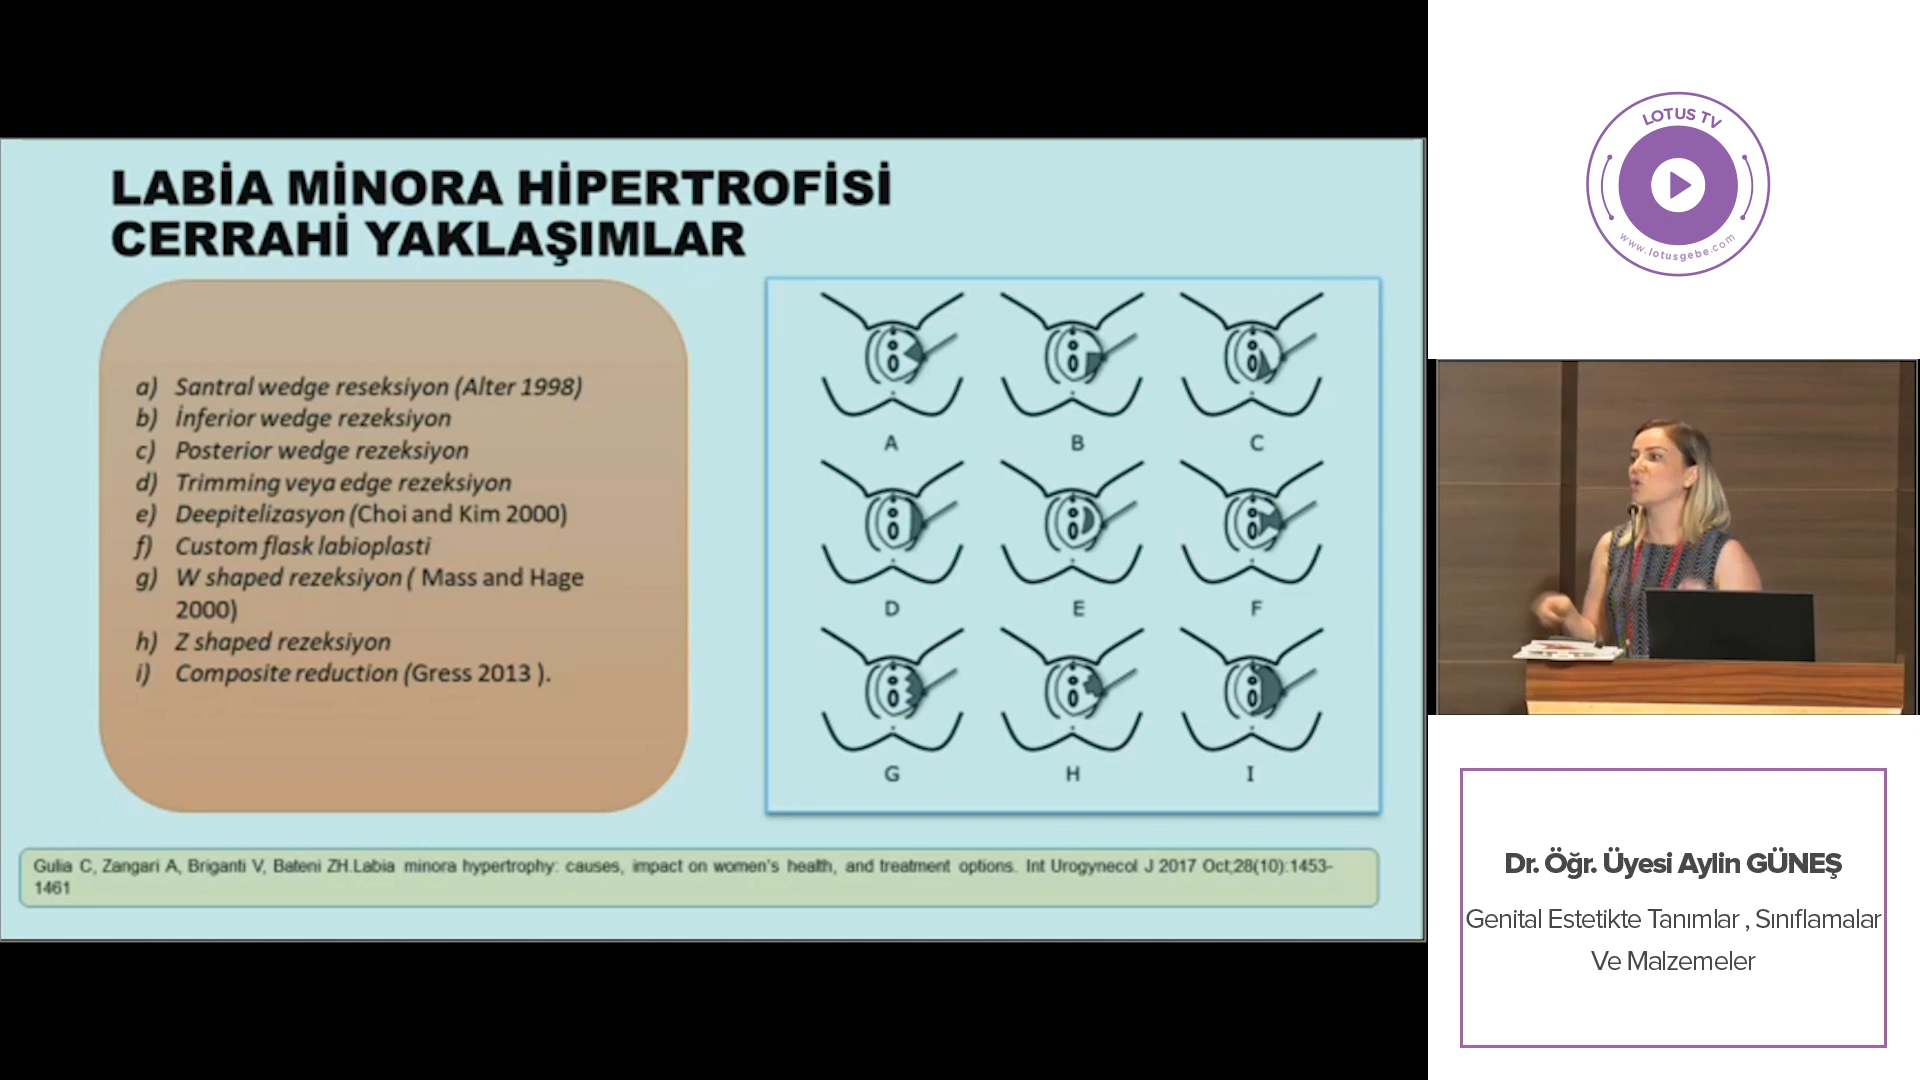 LABİA MİNORA HİPERTROFİSİ
CERRAHİ YAKLAŞIMLAR
a) Santral wedge reseksiyon (Alter 1998)
b) İnferior wedge rezeksiyon
c) Posterior wedge rezeksiyon
d) Trimming veya edge rezeksiyon
e) Deepitelizasyon (Choi and Kim 2000)
f) Custom flask labioplasti
g) W shaped rezeksiyon ( Mass and Hage
2000)
h) Z shaped rezeksiyon
i) Composite reduction (Gress 2013 ).
A B C
D E F
G H I
Gulia C, Zangari A, Briganti V, Bateni ZH.Labia minora hypertrophy: causes, impact on women's health, and treatment options. Int Urogynecol J 2017 Oct;28(10):1453-
1461
LOTUS TV
www.lotusgebe.com
Dr. Öğr. Üyesi Aylin GÜNEŞ
Genital Estetikte Tanımlar , Sınıflamalar
Ve Malzemeler